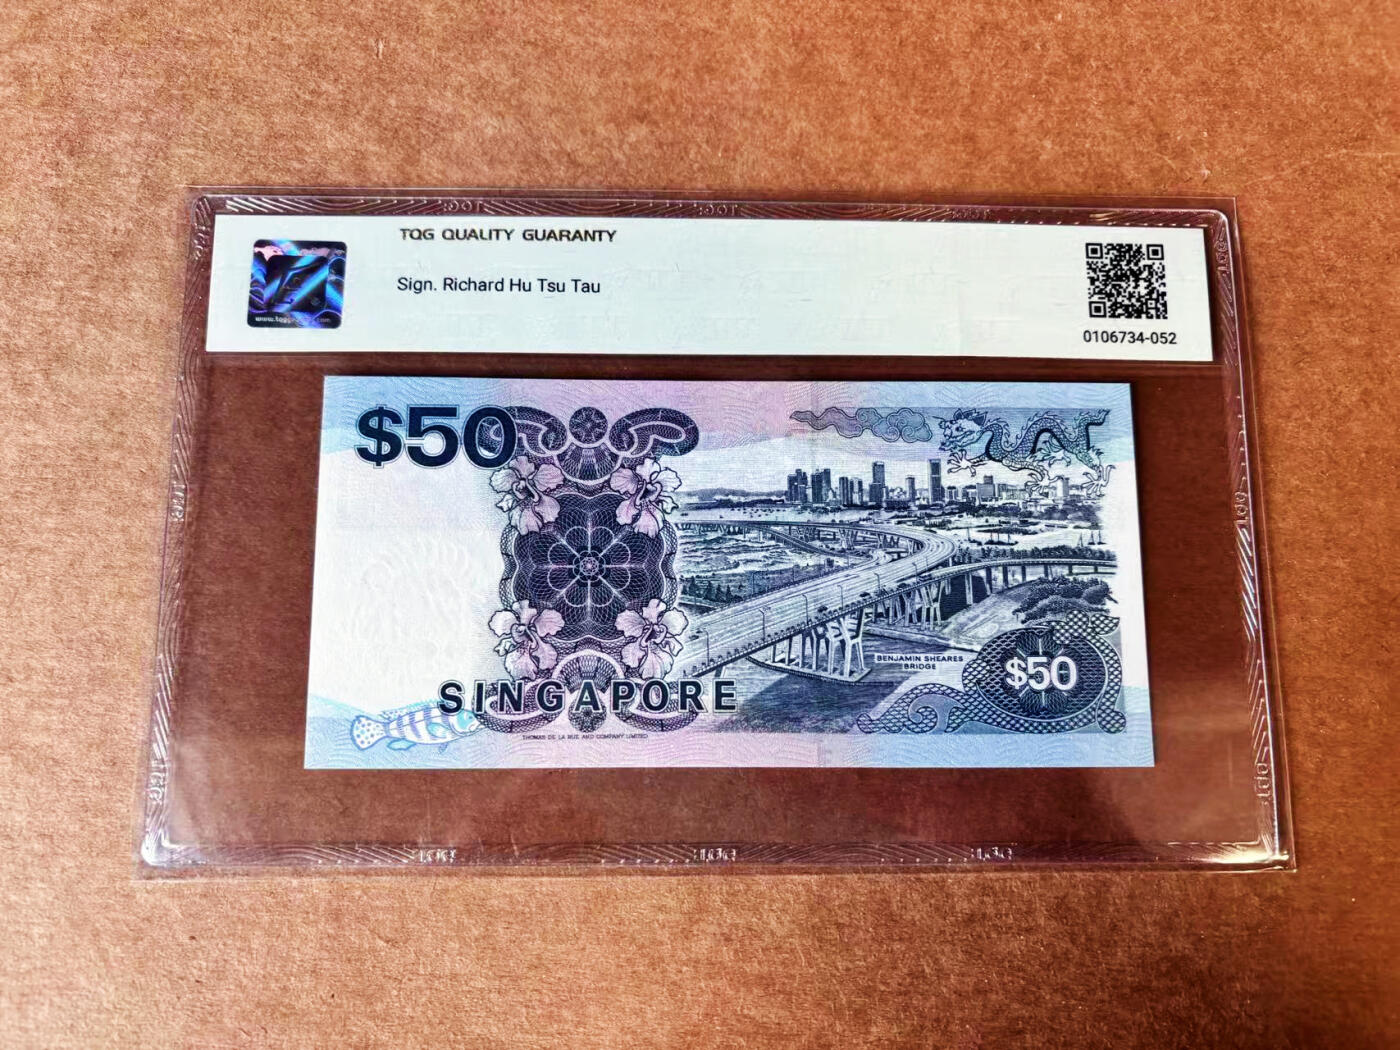 TQG QUALITY GUARANTY
Sign. Richard Hu Tsu Tau
0106734-052
$50
BENJAMIN SHEARES
BRIDGE
$50
SINGAPORE
THOMAS DE LA RUE AND COMPANY LIMITED